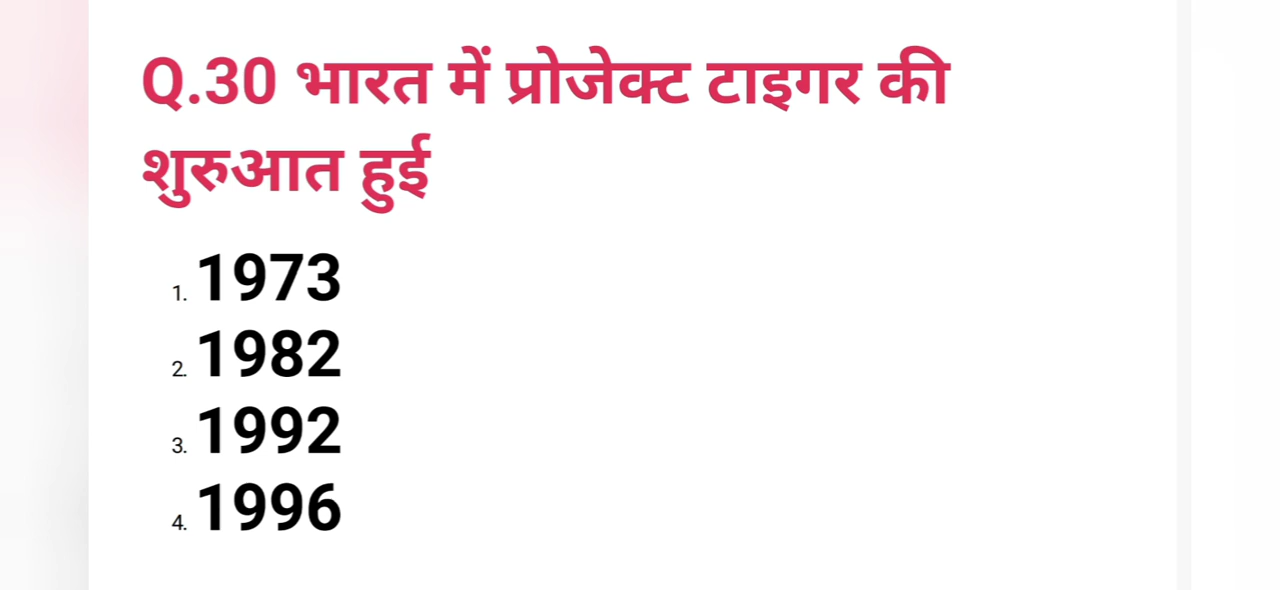 Q.30 भारत में प्रोजेक्ट टाइगर की
शुरुआत हुई
1. 1973
2. 1982
3. 1992
4. 1996